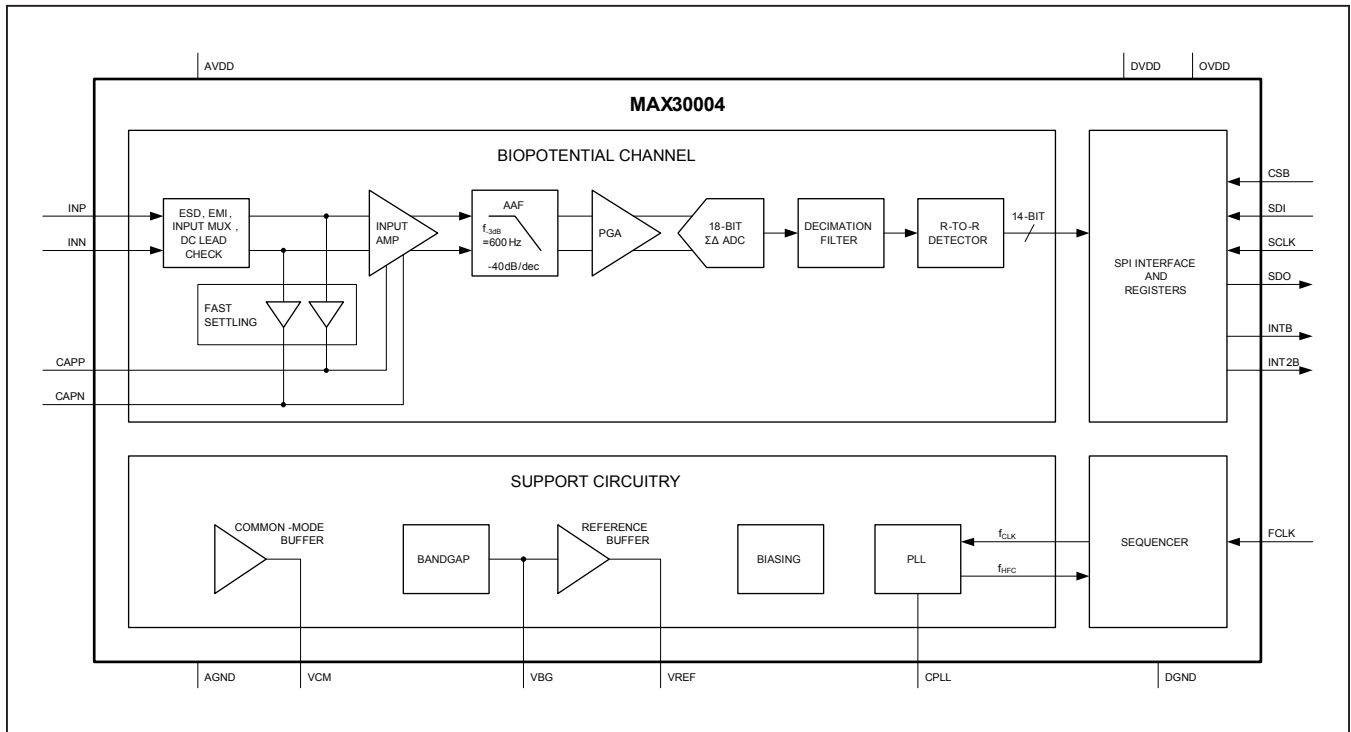 AVDD
DVDD
OVDD
MAX30004
BIOPOTENTIAL CHANNEL
INP
INN
ESD, EMI,
INPUT MUX,
DC LEAD
CHECK
INPUT
AMP
AAF
f-3dB
=600Hz
-40dB/dec
PGA
18-BIT
ΣΔ ADC
DECIMATION
FILTER
R-TO-R
DETECTOR
14-BIT
SPI INTERFACE
AND
REGISTERS
CSB
SDI
SCLK
SDO
INTB
INT2B
FAST
SETTLING
CAPP
CAPN
SUPPORT CIRCUITRY
COMMON -MODE
BUFFER
BANDGAP
REFERENCE
BUFFER
BIASING
PLL
fCLK
fHFC
SEQUENCER
FCLK
AGND
VCM
VBG
VREF
CPLL
DGND